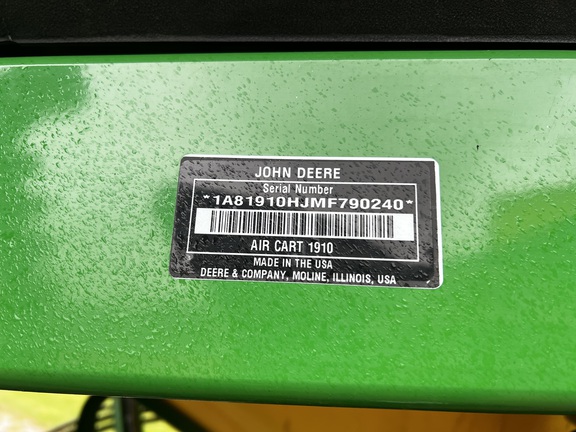 JOHN DEERE
Serial Number
*1A81910HJMF790240*
AIR CART 1910
MADE IN THE USA
DEERE & COMPANY, MOLINE, ILLINOIS, USA